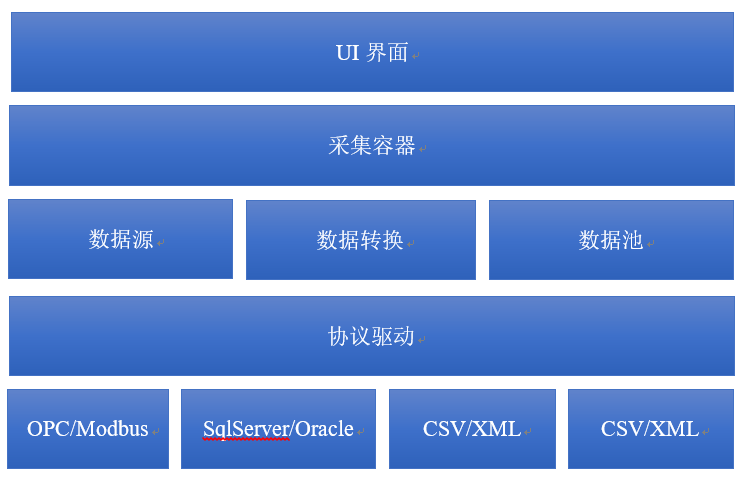 UI 界面
采集容器
数据源
数据转换
数据池
协议驱动
OPC/Modbus
SqlServer/Oracle
CSV/XML
CSV/XML